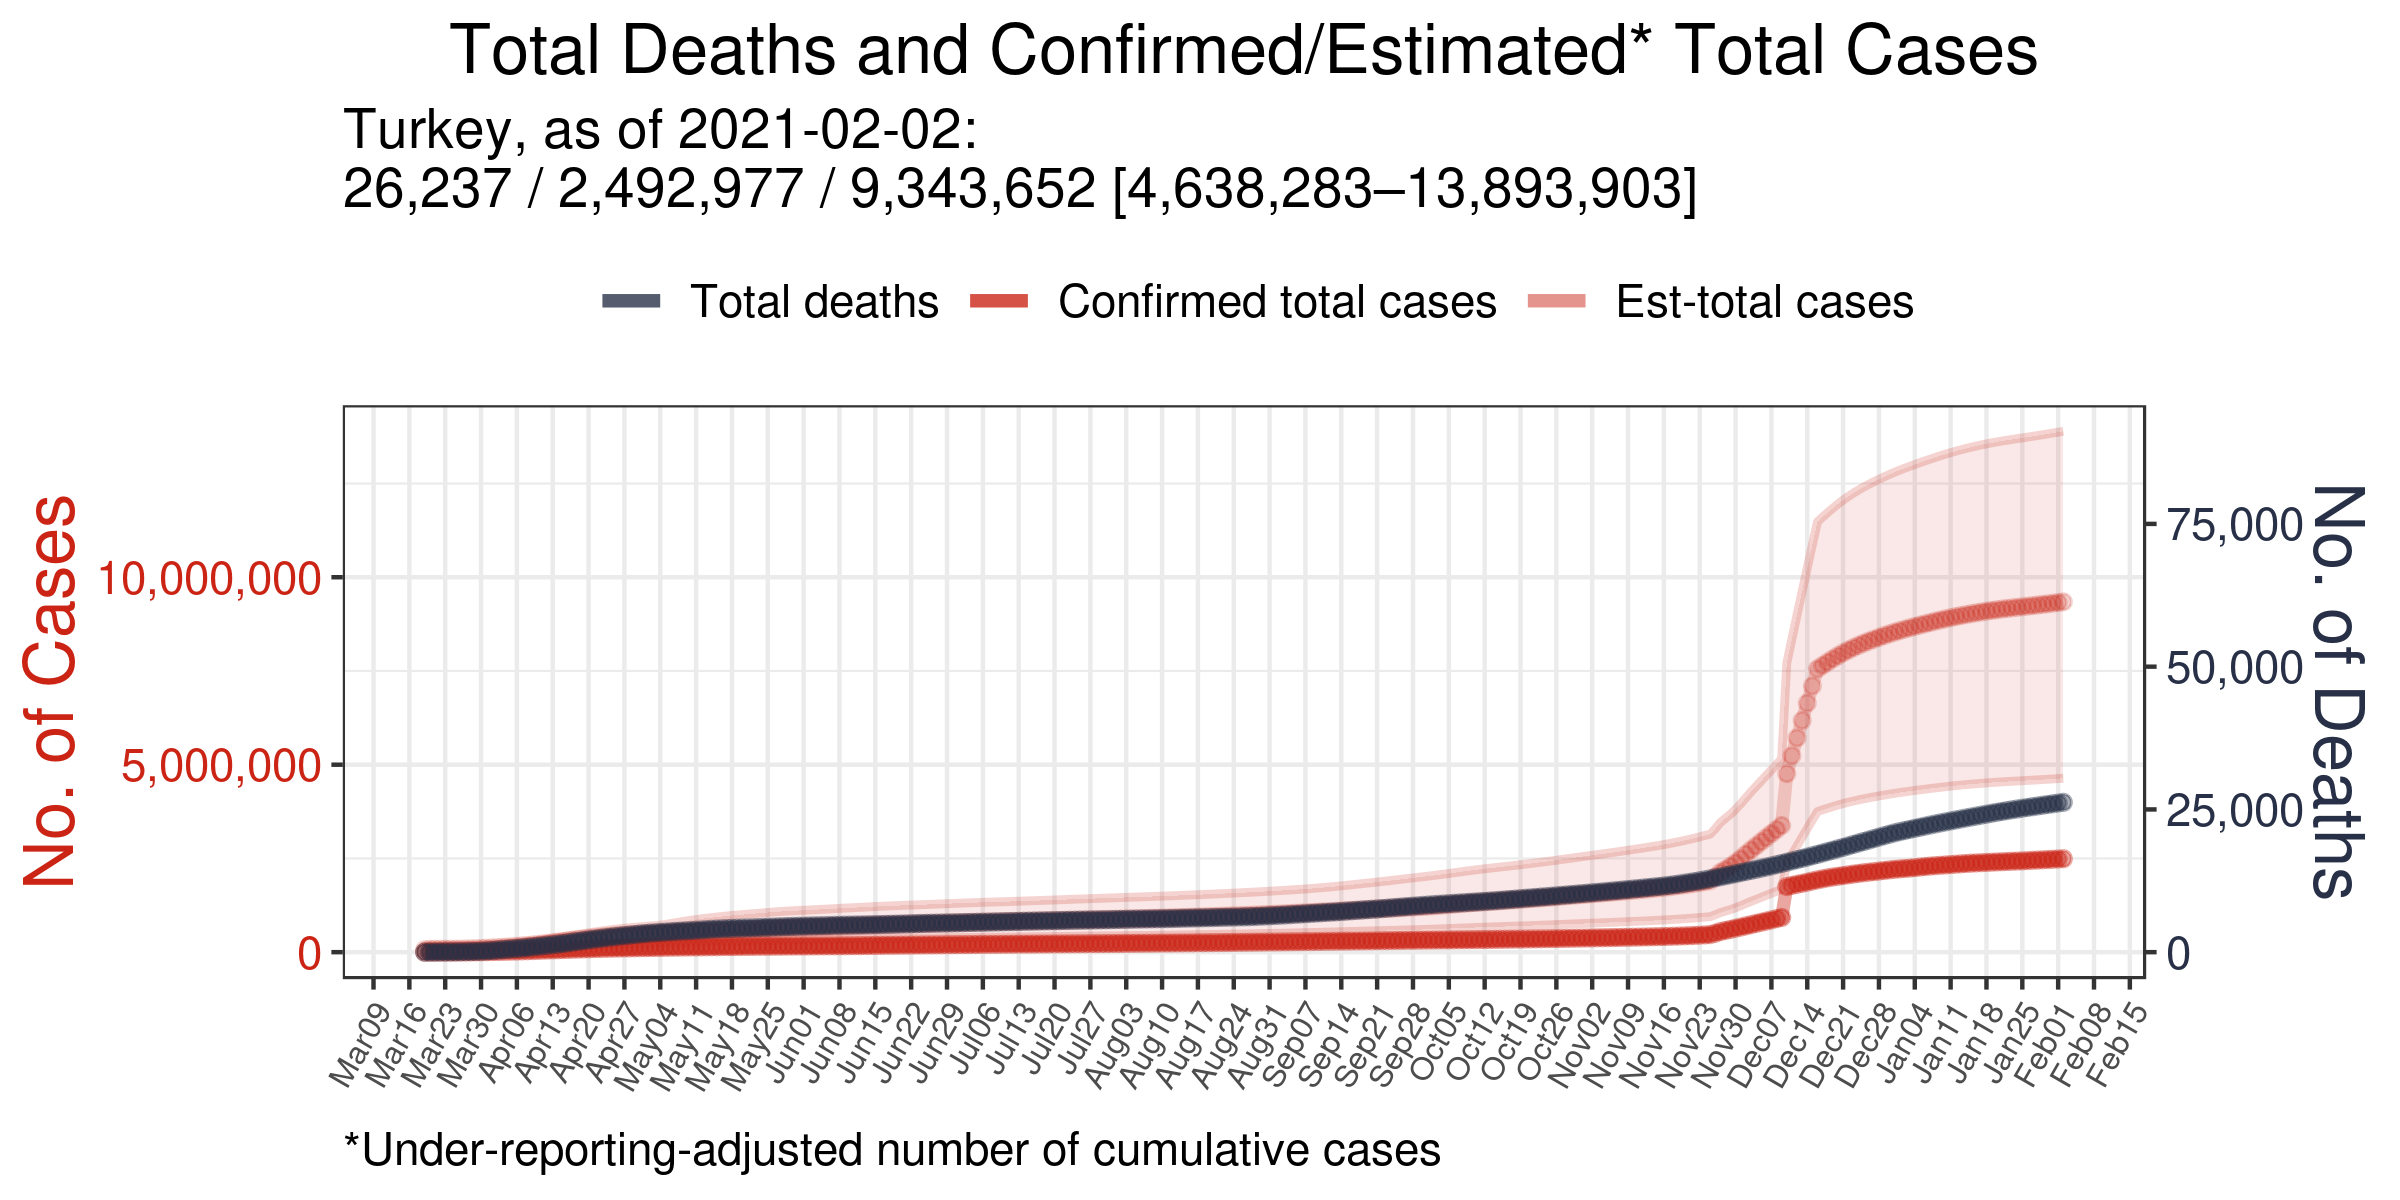 Total Deaths and Confirmed/Estimated* Total Cases
Turkey, as of 2021-02-02:
26,237 / 2,492,977 / 9,343,652 [4,638,283–13,893,903]
Total deaths
Confirmed total cases
Est-total cases
No. of Cases
10,000,000
5,000,000
0
75,000
50,000
25,000
0
No. of Deaths
Mar09
Mar16
Mar23
Mar30
Apr06
Apr13
Apr20
Apr27
May04
May11
May18
May25
Jun01
Jun08
Jun15
Jun22
Jun29
Jul06
Jul13
Jul20
Jul27
Aug03
Aug10
Aug17
Aug24
Aug31
Sep07
Sep14
Sep21
Sep28
Oct05
Oct12
Oct19
Oct26
Nov02
Nov09
Nov16
Nov23
Nov30
Dec07
Dec14
Dec21
Dec28
Jan04
Jan11
Jan18
Jan25
Feb01
Feb08
Feb15
*Under-reporting-adjusted number of cumulative cases